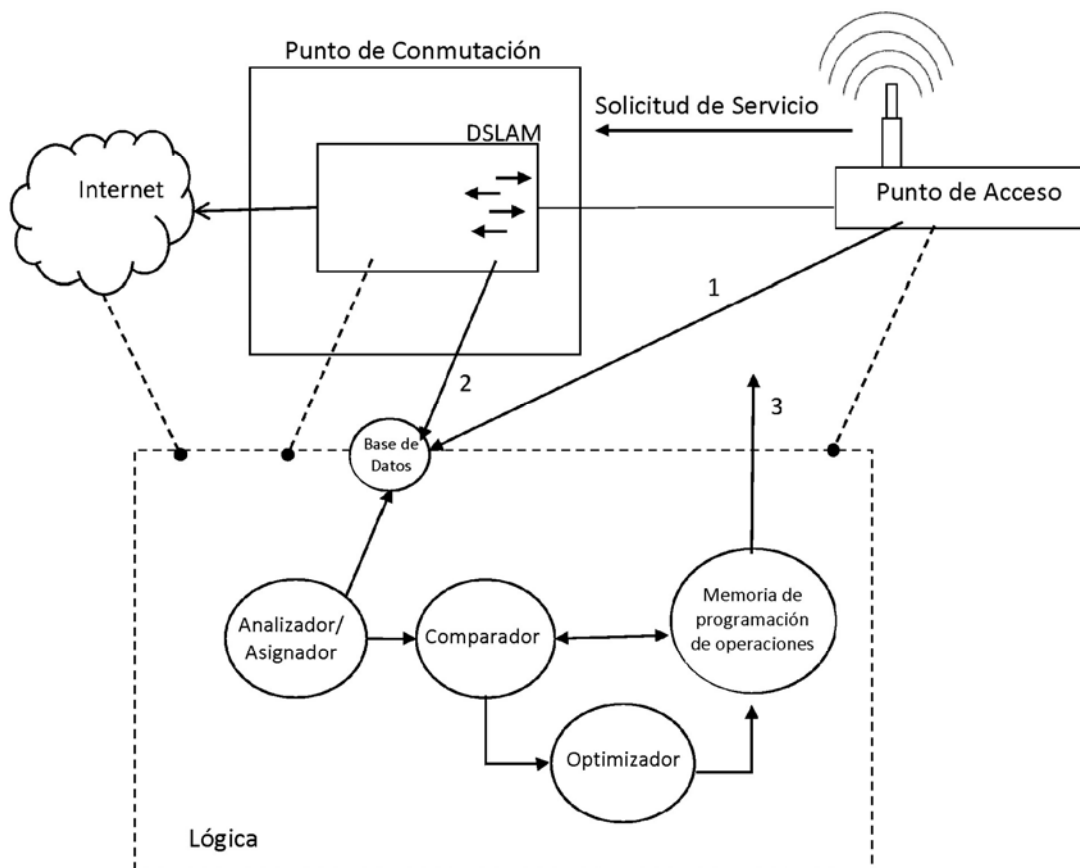 Punto de Conmutación
Solicitud de Servicio
DSLAM
Internet
Punto de Acceso
1
2
3
Base de
Datos
Memoria de
programación
de operaciones
Analizador/
Asignador
Comparador
Optimizador
Lógica